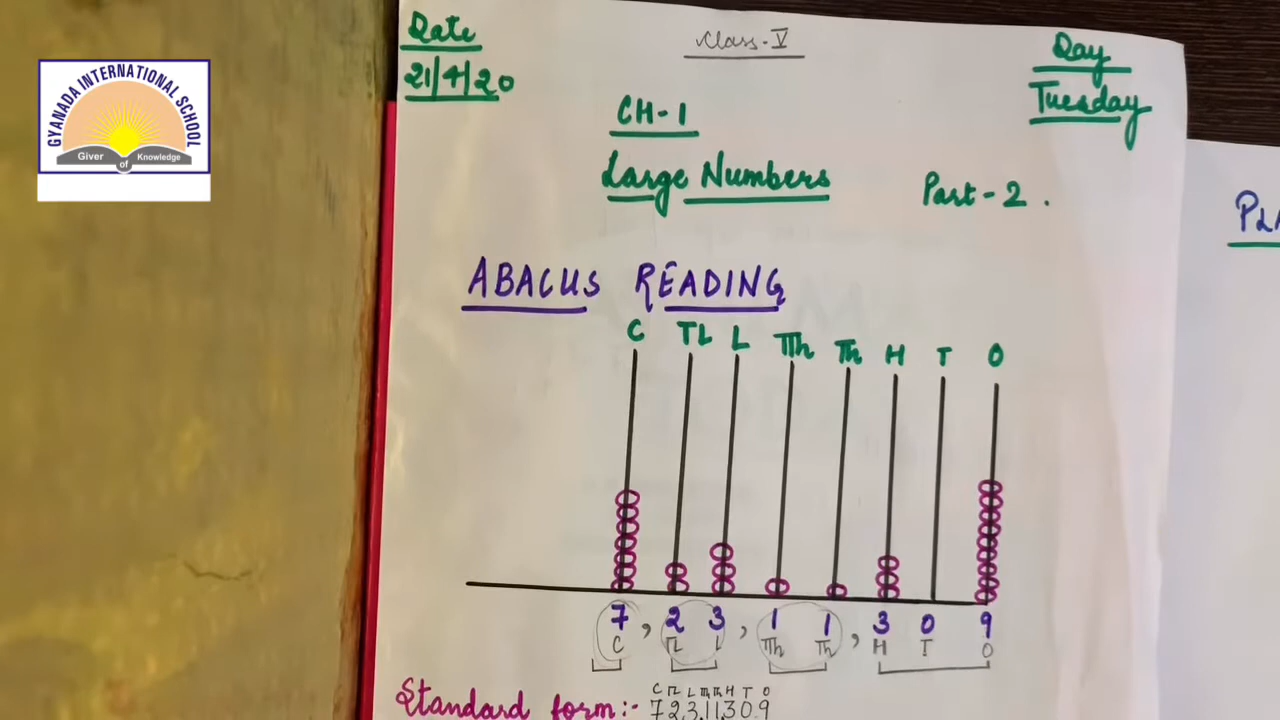 GYANADA INTERNATIONAL SCHOOL
Giver of Knowledge
Date
21/4/20
Class-V
Day
Tuesday
CH-1
Large Numbers
Part-2.
ABACUS READING
C TL L TTh Th H T O
7, 2 3, 1 1, 3 0 9
C TL L TTh Th H T O
C TL L TTh Th H T O
Standard form:- 7,23,11,309